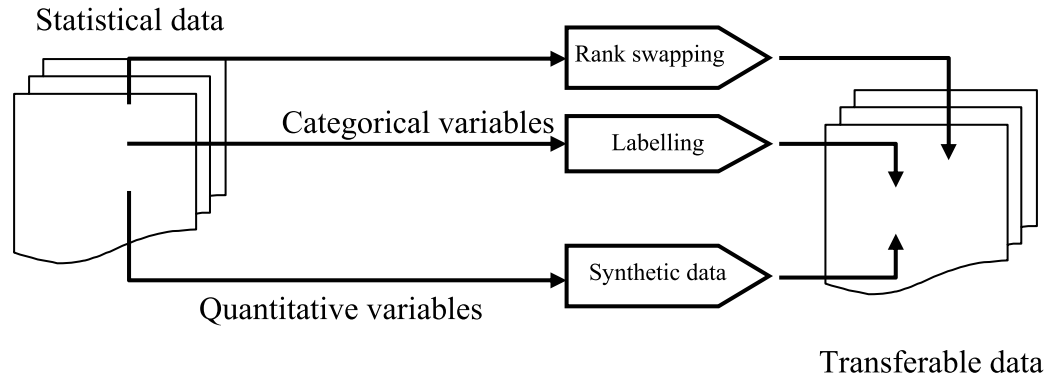 Statistical data
Rank swapping
Categorical variables
Labelling
Synthetic data
Quantitative variables
Transferable data